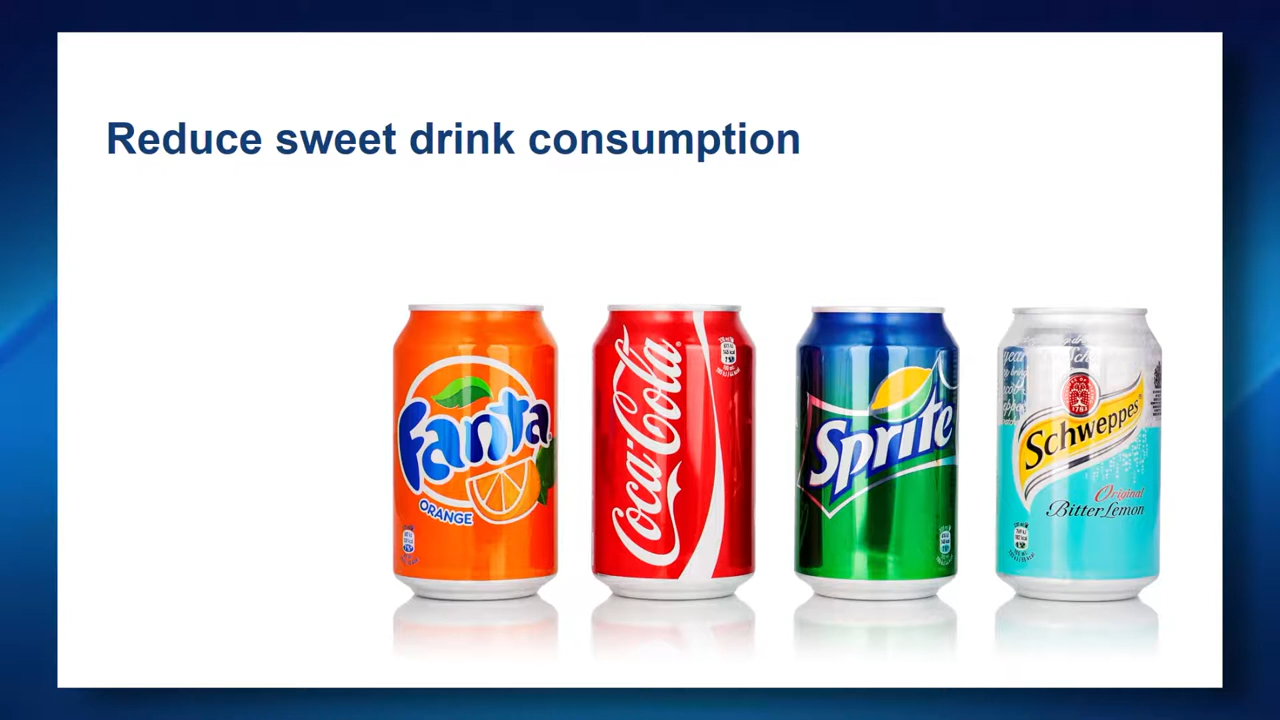 Reduce sweet drink consumption
Fanta
ORANGE
Coca-Cola
Sprite
Schweppes
Original
Bitter Lemon